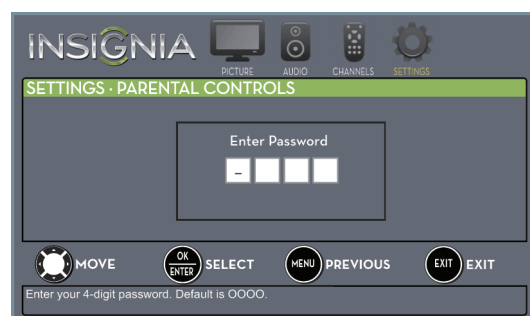 INSIGNIA
PICTURE AUDIO CHANNELS SETTINGS
SETTINGS · PARENTAL CONTROLS
Enter Password
–
MOVE OK ENTER SELECT MENU PREVIOUS EXIT EXIT
Enter your 4-digit password. Default is OOOO.